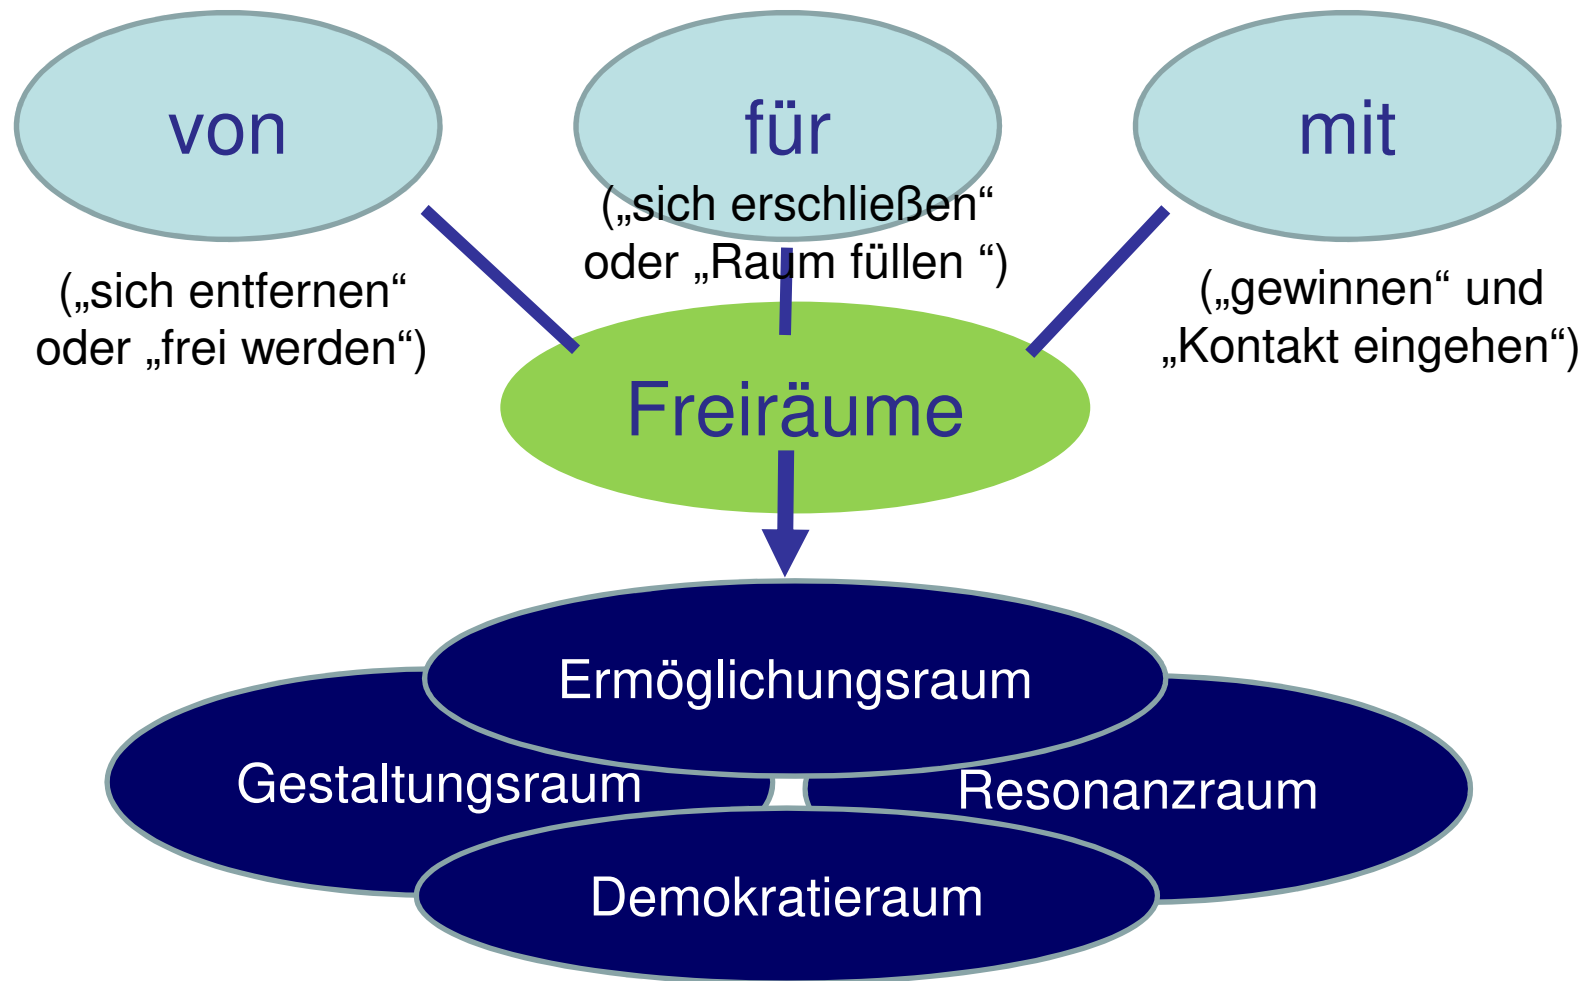 von
für
mit
(„sich erschließen“
oder „Raum füllen “)
(„sich entfernen“
oder „frei werden“)
(„gewinnen“ und
„Kontakt eingehen“)
Freiräume
Ermöglichungsraum
Gestaltungsraum
Resonanzraum
Demokratieraum